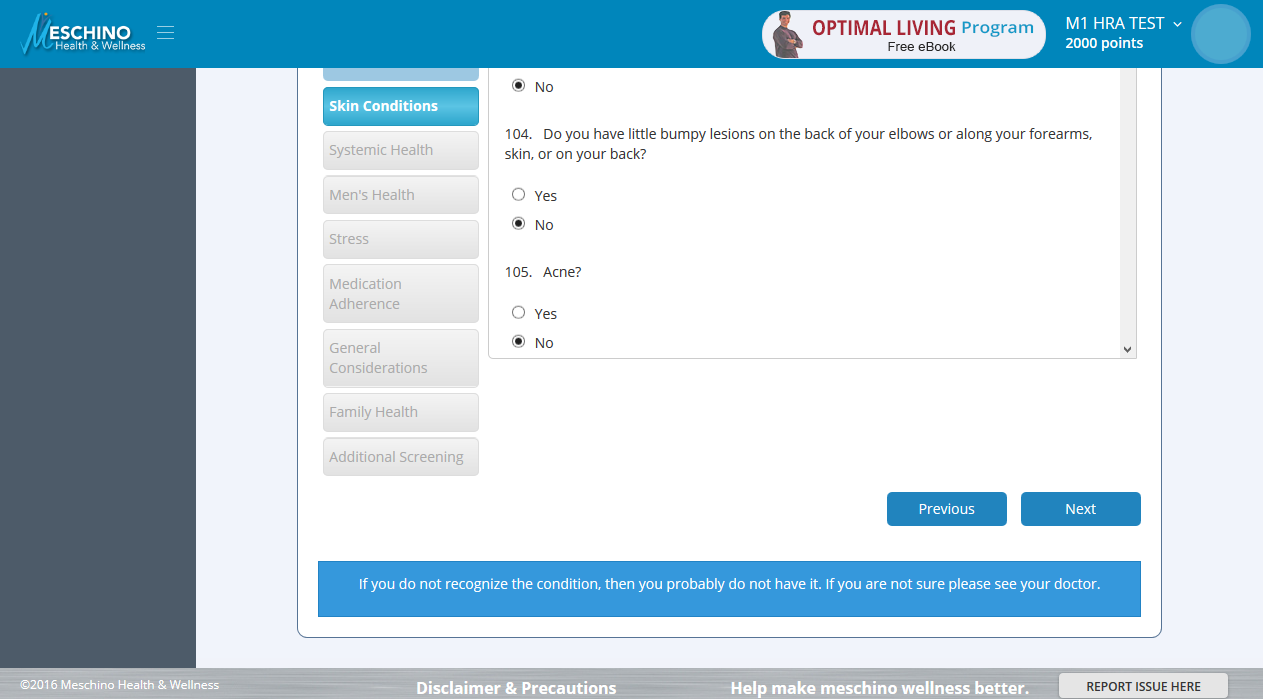 MESCHINO
Health & Wellness
OPTIMAL LIVING Program
Free eBook
M1 HRA TEST
2000 points
No
Skin Conditions
104. Do you have little bumpy lesions on the back of your elbows or along your forearms,
skin, or on your back?
Systemic Health
Yes
Men's Health
No
Stress
105. Acne?
Medication
Adherence
Yes
No
General
Considerations
Family Health
Additional Screening
Previous
Next
If you do not recognize the condition, then you probably do not have it. If you are not sure please see your doctor.
©2016 Meschino Health & Wellness
Disclaimer & Precautions
Help make meschino wellness better.
REPORT ISSUE HERE